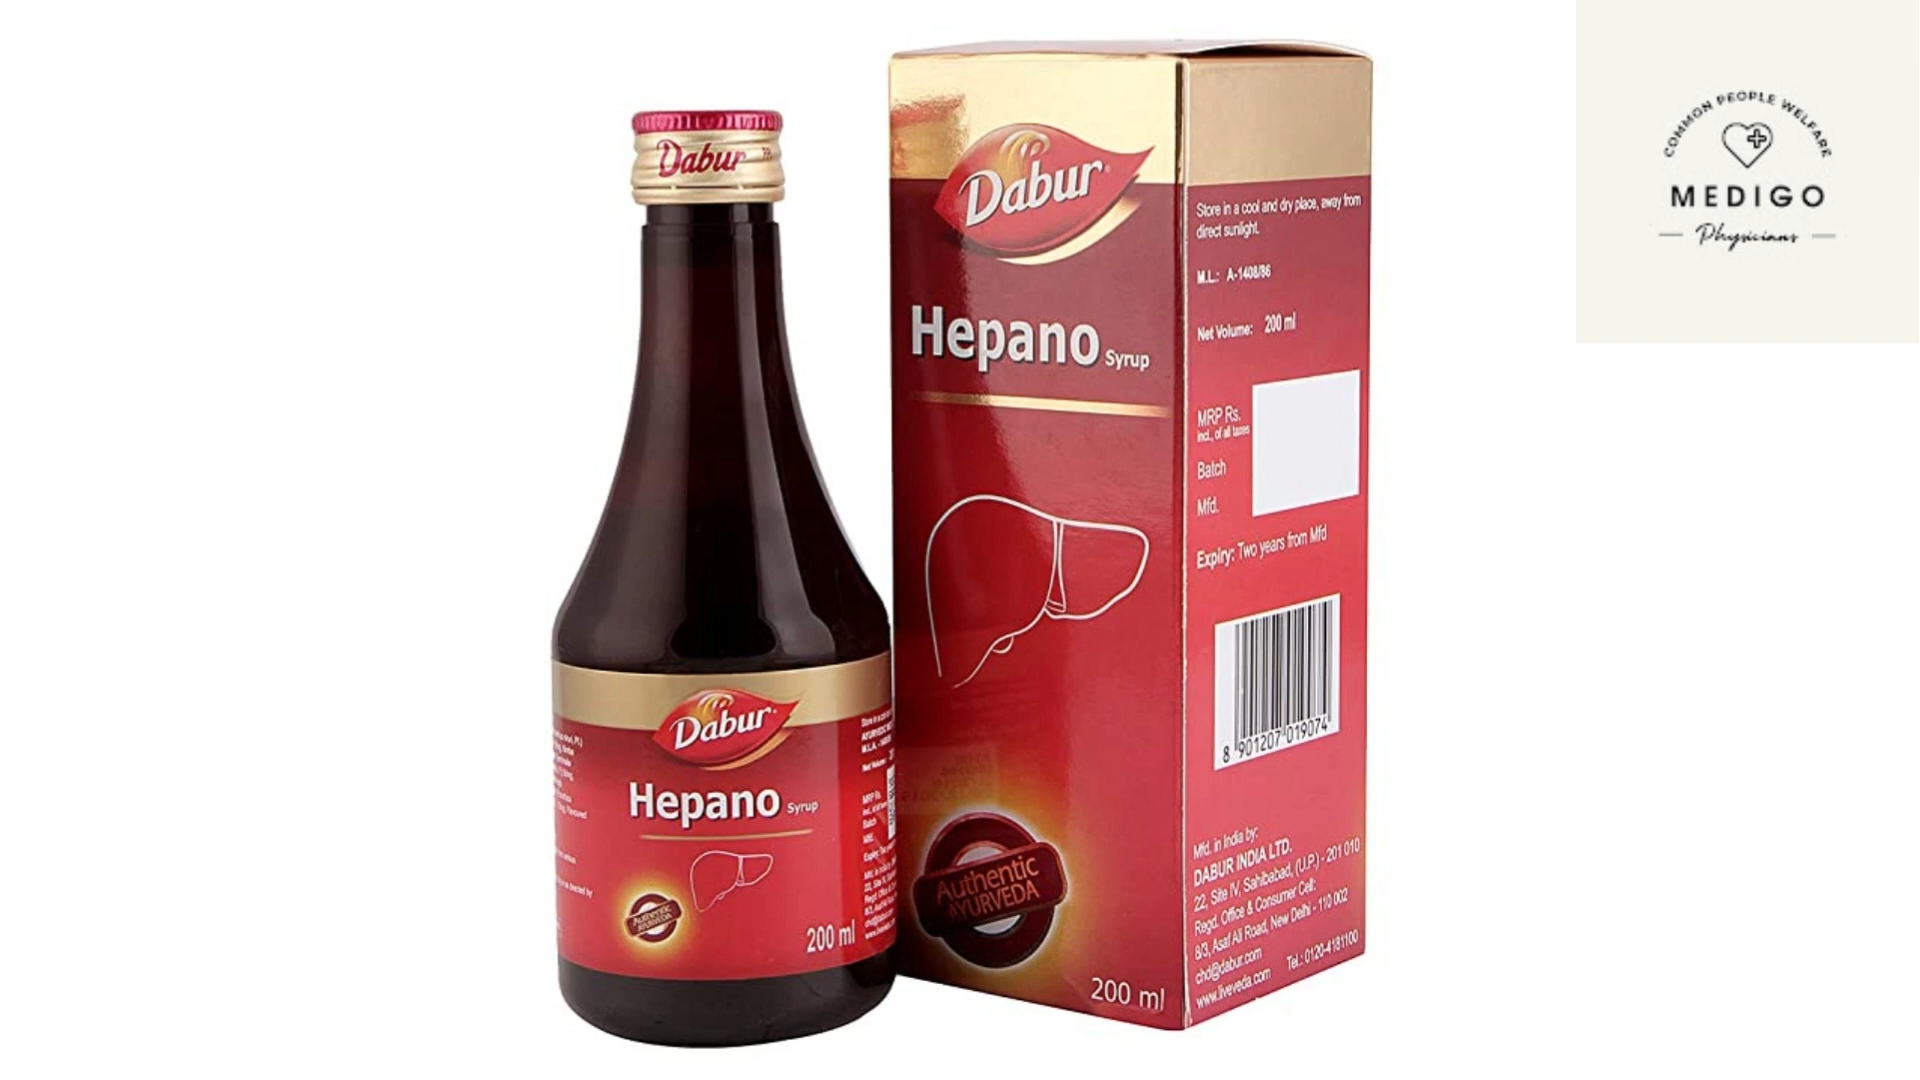 Dabur
Dabur
Hepano Syrup
Authentic
AYURVEDA
200 ml
Dabur
Hepano Syrup
Authentic
AYURVEDA
200 ml
Store in a cool and dry place, away from
direct sunlight.
M.L.: A-1408/86
Net Volume: 200 ml
MRP Rs.
incl., of all taxes
Batch
Mfd.
Expiry: Two years from Mfd
8 901207 019074
Mfd. in India by:
DABUR INDIA LTD.
22, Site IV, Sahibabad, (U.P.) - 201 010
Regd. Office & Consumer Cell:
8/3, Asaf Ali Road, New Delhi - 110 002
chd@dabur.com Tel.: 0120-4181100
www.liveveda.com
COMMON PEOPLE WELFARE
MEDIGO
Physicians